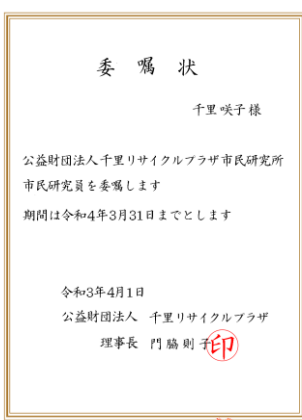 委嘱状
千里咲子様
公益財団法人千里リサイクルプラザ市民研究所
市民研究員を委嘱します
期間は令和4年3月31日までとします
令和3年4月1日
公益財団法人 千里リサイクルプラザ
理事長 門脇則子
印